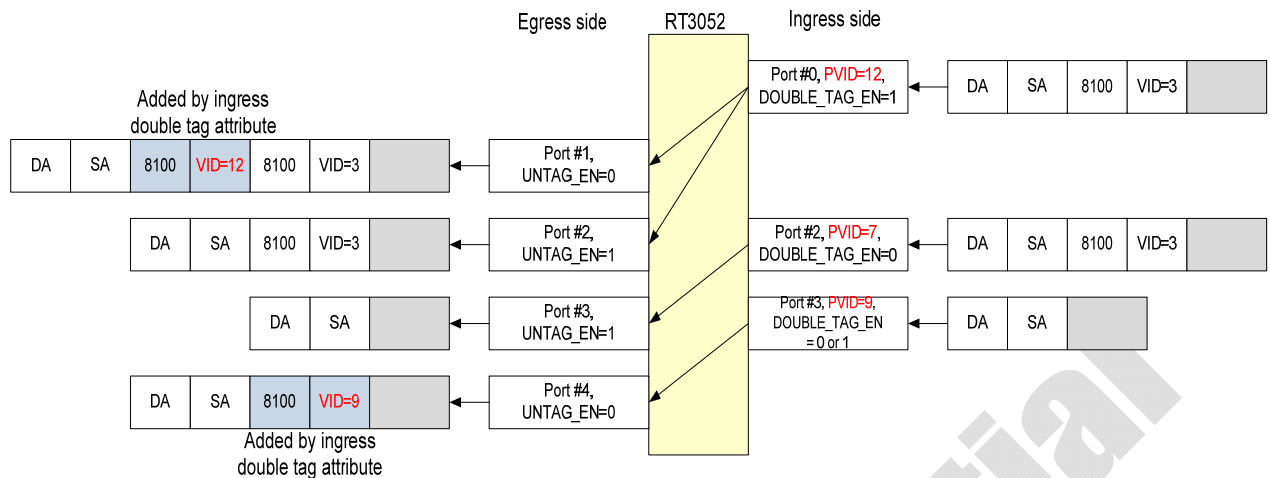 Egress side
RT3052
Ingress side
Port #0, PVID=12,
DOUBLE_TAG_EN=1
DA SA 8100 VID=3
Added by ingress
double tag attribute
DA SA 8100 VID=12 8100 VID=3
Port #1,
UNTAG_EN=0
DA SA 8100 VID=3
Port #2,
UNTAG_EN=1
Port #2, PVID=7,
DOUBLE_TAG_EN=0
DA SA 8100 VID=3
DA SA
Port #3,
UNTAG_EN=1
Port #3, PVID=9,
DOUBLE_TAG_EN
= 0 or 1
DA SA
DA SA 8100 VID=9
Port #4,
UNTAG_EN=0
Added by ingress
double tag attribute
tial